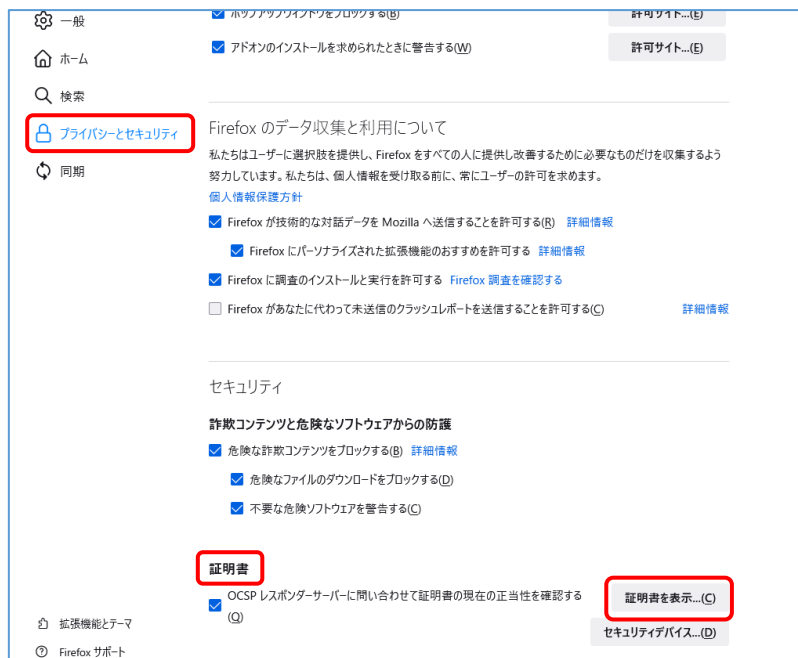 一般
ホーム
検索
プライバシーとセキュリティ
同期
ポップアップウィンドウをブロックする(B)
許可サイト...(E)
アドオンのインストールを求められたときに警告する(W)
許可サイト...(E)
Firefox のデータ収集と利用について
私たちはユーザーに選択肢を提供し、Firefox をすべての人に提供し改善するために必要なものだけを収集するよう
努力しています。私たちは、個人情報を受け取る前に、常にユーザーの許可を求めます。
個人情報保護方針
Firefox が技術的な対話データを Mozilla へ送信することを許可する(R) 詳細情報
Firefox にパーソナライズされた拡張機能のおすすめを許可する 詳細情報
Firefox に調査のインストールと実行を許可する Firefox 調査を確認する
Firefox があなたに代わって未送信のクラッシュレポートを送信することを許可する(C) 詳細情報
セキュリティ
詐欺コンテンツと危険なソフトウェアからの防護
危険な詐欺コンテンツをブロックする(B) 詳細情報
危険なファイルのダウンロードをブロックする(D)
不要な危険ソフトウェアを警告する(C)
証明書
OCSP レスポンダーサーバーに問い合わせて証明書の現在の正当性を確認する
(Q)
証明書を表示...(C)
セキュリティデバイス...(D)
拡張機能とテーマ
Firefox サポート